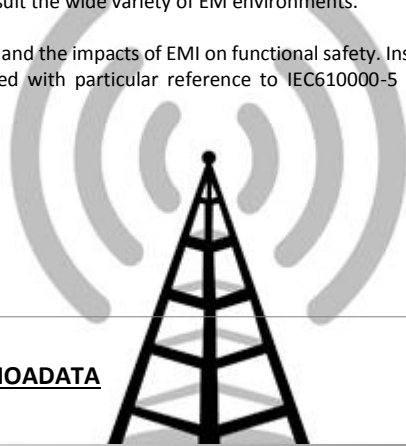 suit the wide variety of EM environments.
and the impacts of EMI on functional safety. Ins
ed with particular reference to IEC610000-5
IOADATA